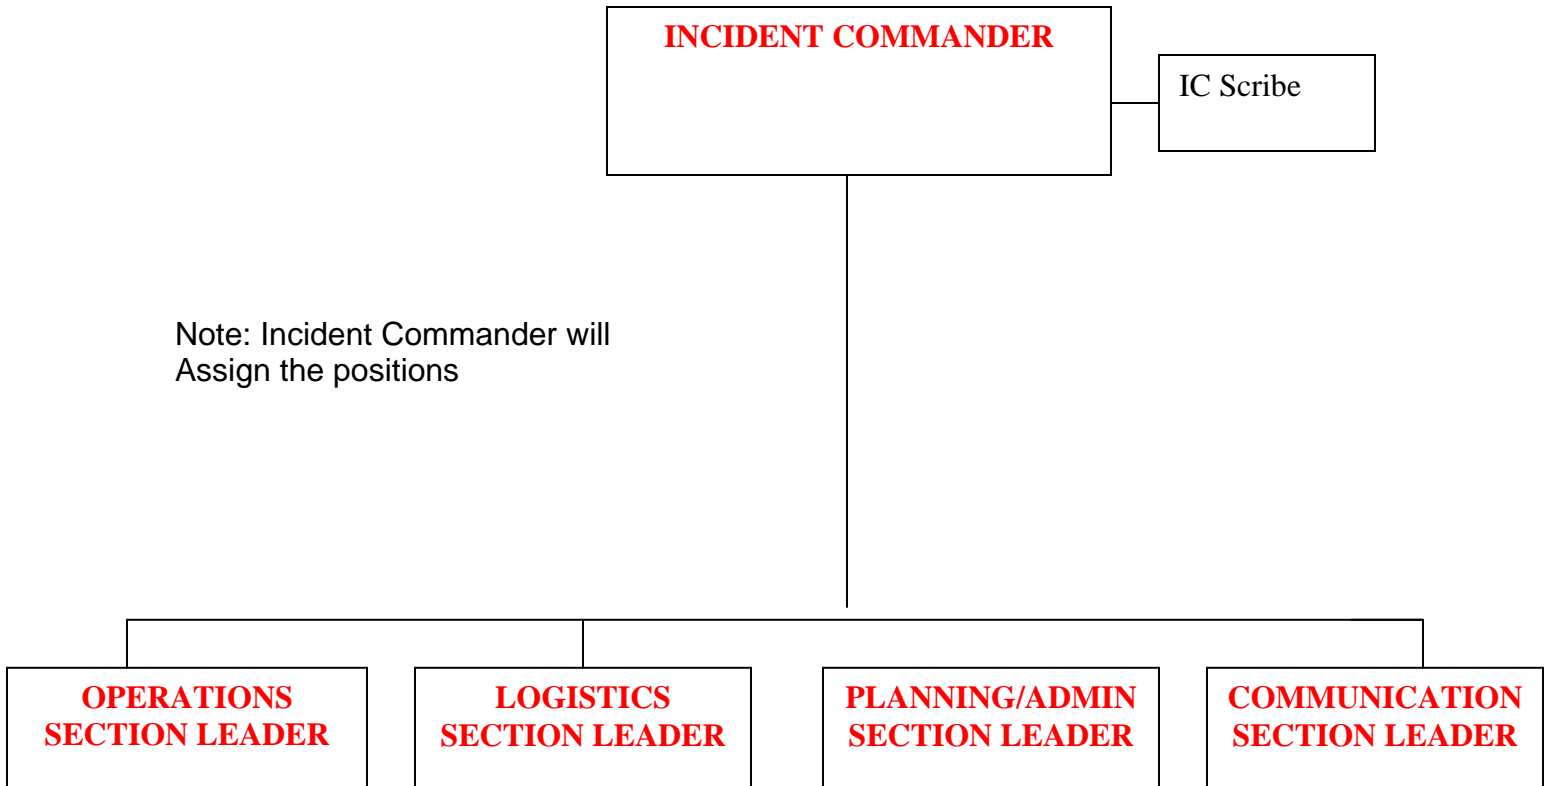 INCIDENT COMMANDER
IC Scribe
Note: Incident Commander will
Assign the positions
OPERATIONS
SECTION LEADER
LOGISTICS
SECTION LEADER
PLANNING/ADMIN
SECTION LEADER
COMMUNICATION
SECTION LEADER